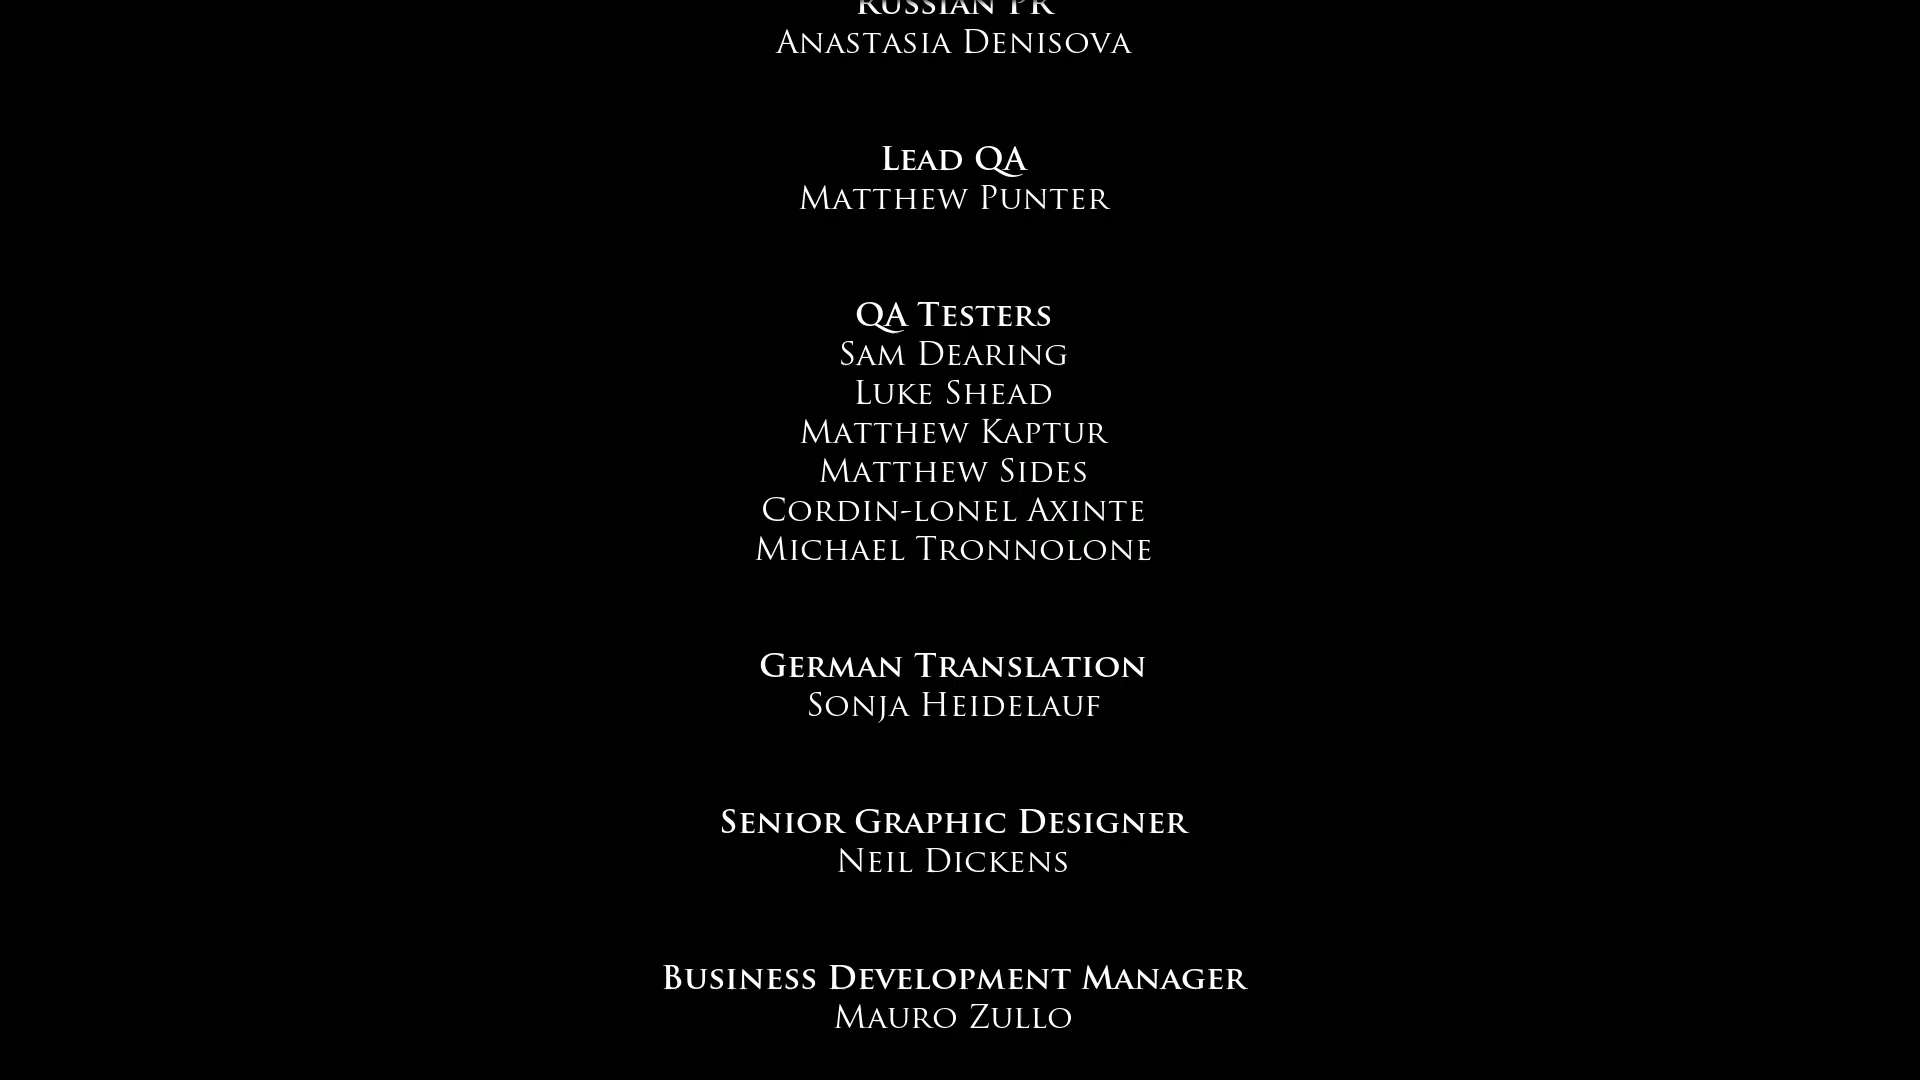 Russian PR
Anastasia Denisova
Lead QA
Matthew Punter
QA Testers
Sam Dearing
Luke Shead
Matthew Kaptur
Matthew Sides
Cordin-lonel Axinte
Michael Tronnolone
German Translation
Sonja Heidelauf
Senior Graphic Designer
Neil Dickens
Business Development Manager
Mauro Zullo